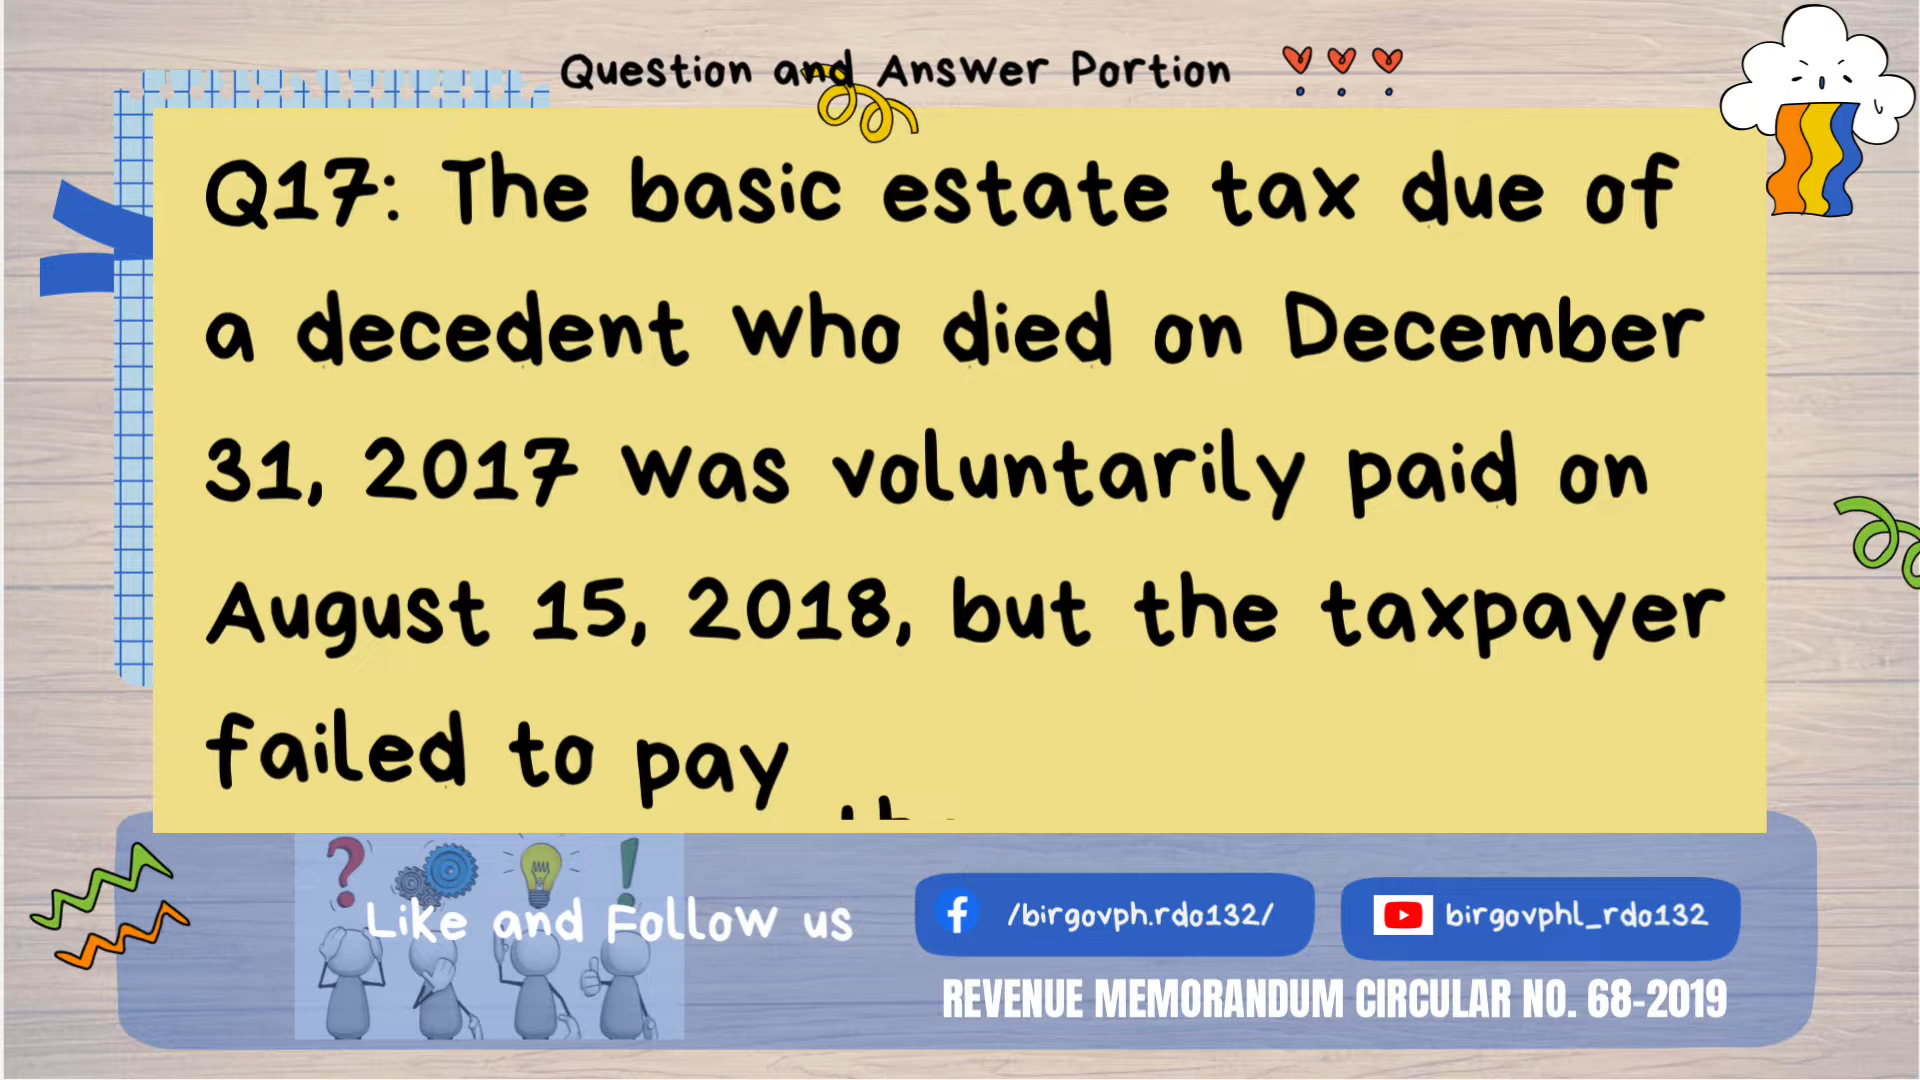 Question and Answer Portion
Q17: The basic estate tax due of
a decedent who died on December
31, 2017 was voluntarily paid on
August 15, 2018, but the taxpayer
failed to pay
Like and Follow us
/birgovph.rdo132/
birgovphl_rdo132
REVENUE MEMORANDUM CIRCULAR NO. 68-2019